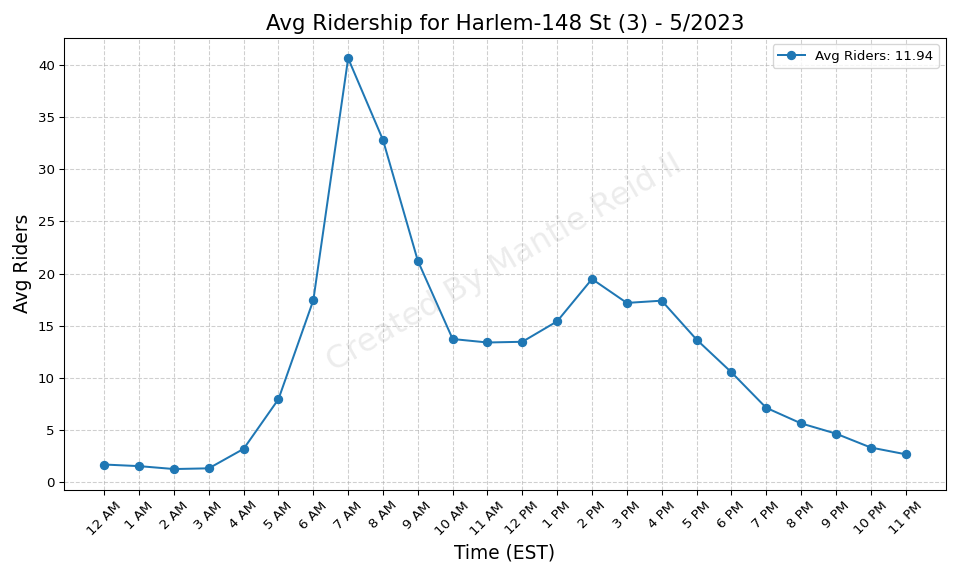 Avg Ridership for Harlem-148 St (3) - 5/2023
Avg Riders: 11.94
40
35
30
25
20
15
10
5
0
Avg Riders
Created By Mantle Reid II
12 AM
1 AM
2 AM
3 AM
4 AM
5 AM
6 AM
7 AM
8 AM
9 AM
10 AM
11 AM
12 PM
1 PM
2 PM
3 PM
4 PM
5 PM
6 PM
7 PM
8 PM
9 PM
10 PM
11 PM
Time (EST)